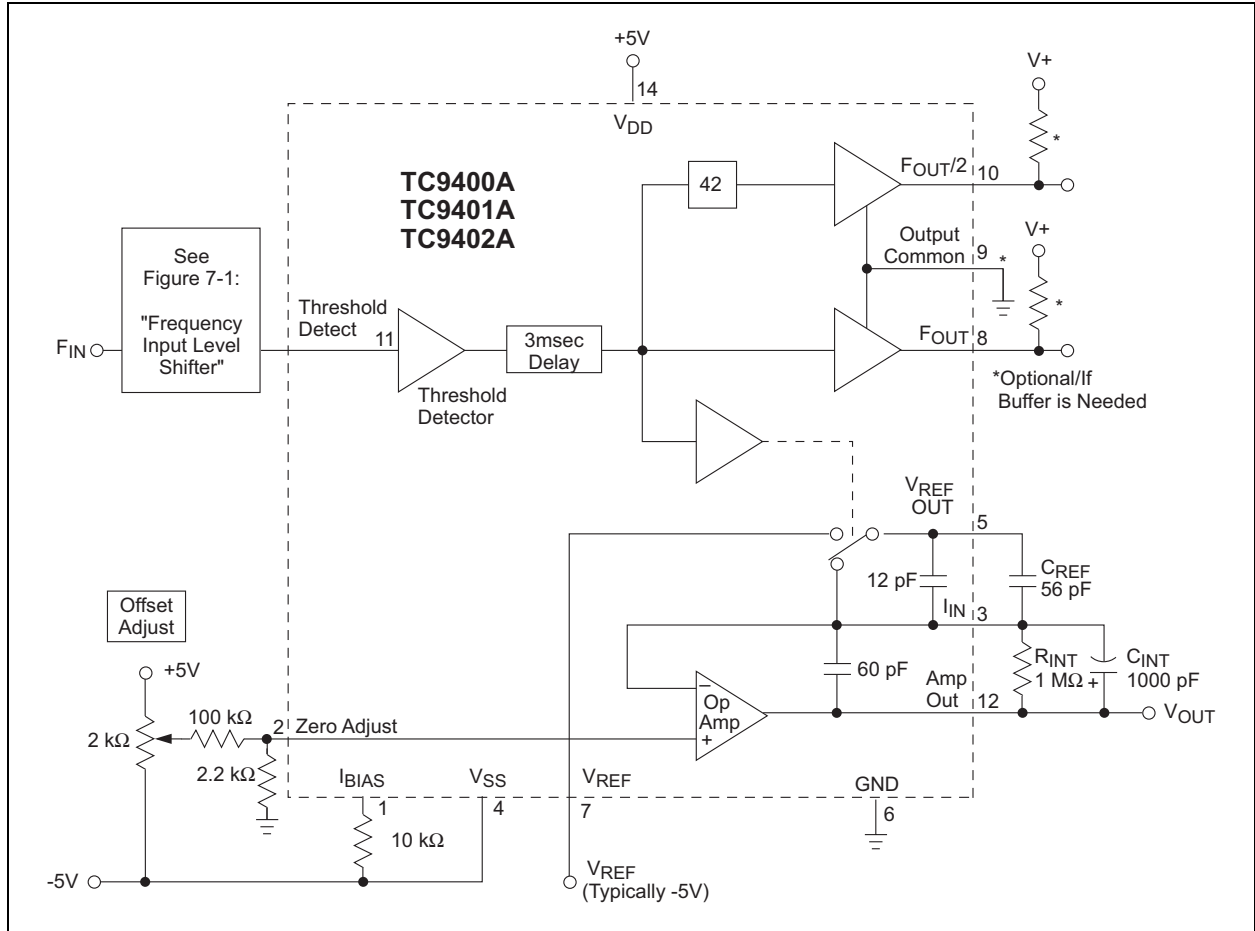 +5V
14
VDD
V+
*
TC9400A
TC9401A
TC9402A
42
FOUT/2
10
See
Figure 7-1:
"Frequency
Input Level
Shifter"
Output
Common
9
*
V+
*
FIN
Threshold
Detect
11
3msec
Delay
FOUT
8
Threshold
Detector
*Optional/If
Buffer is Needed
VREF
OUT
5
12 pF
CREF
56 pF
IIN
3
Offset
Adjust
+5V
60 pF
RINT
1 MΩ
+
CINT
1000 pF
Amp
Out
12
VOUT
–
Op
Amp
+
2 kΩ
100 kΩ
2
Zero Adjust
2.2 kΩ
IBIAS
1
VSS
4
VREF
7
GND
6
10 kΩ
-5V
VREF
(Typically -5V)